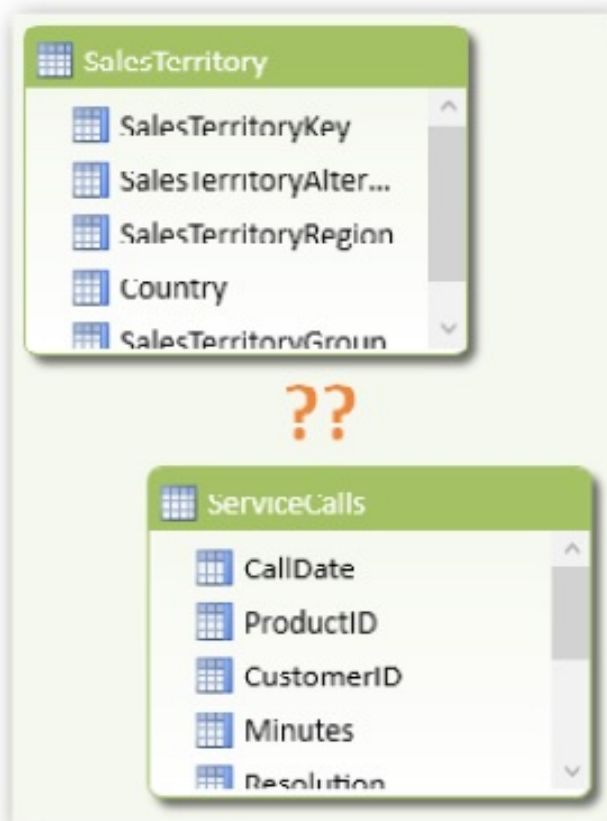 SalesTerritory
SalesTerritoryKey
SalesTerritoryAlter...
SalesTerritoryRegion
Country
SalesTerritoryGroup
??
ServiceCalls
CallDate
ProductID
CustomerID
Minutes
Resolution